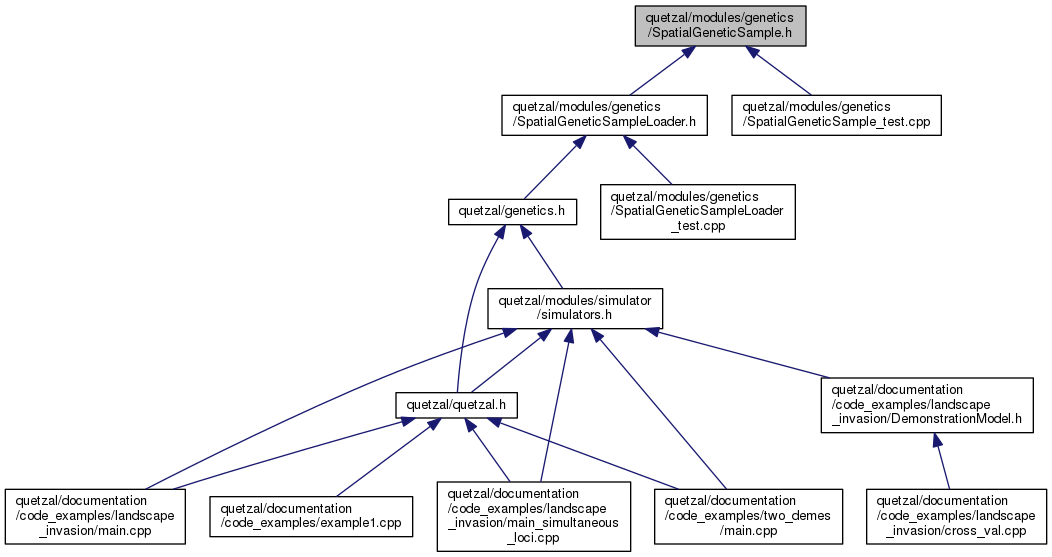 quetzal/modules/genetics
/SpatialGeneticSample.h
quetzal/modules/genetics
/SpatialGeneticSampleLoader.h
quetzal/modules/genetics
/SpatialGeneticSample_test.cpp
quetzal/genetics.h
quetzal/modules/genetics
/SpatialGeneticSampleLoader
_test.cpp
quetzal/modules/simulator
/simulators.h
quetzal/quetzal.h
quetzal/documentation
/code_examples/landscape
_invasion/DemonstrationModel.h
quetzal/documentation
/code_examples/landscape
_invasion/main.cpp
quetzal/documentation
/code_examples/example1.cpp
quetzal/documentation
/code_examples/landscape
_invasion/main_simultaneous
_loci.cpp
quetzal/documentation
/code_examples/two_demes
/main.cpp
quetzal/documentation
/code_examples/landscape
_invasion/cross_val.cpp